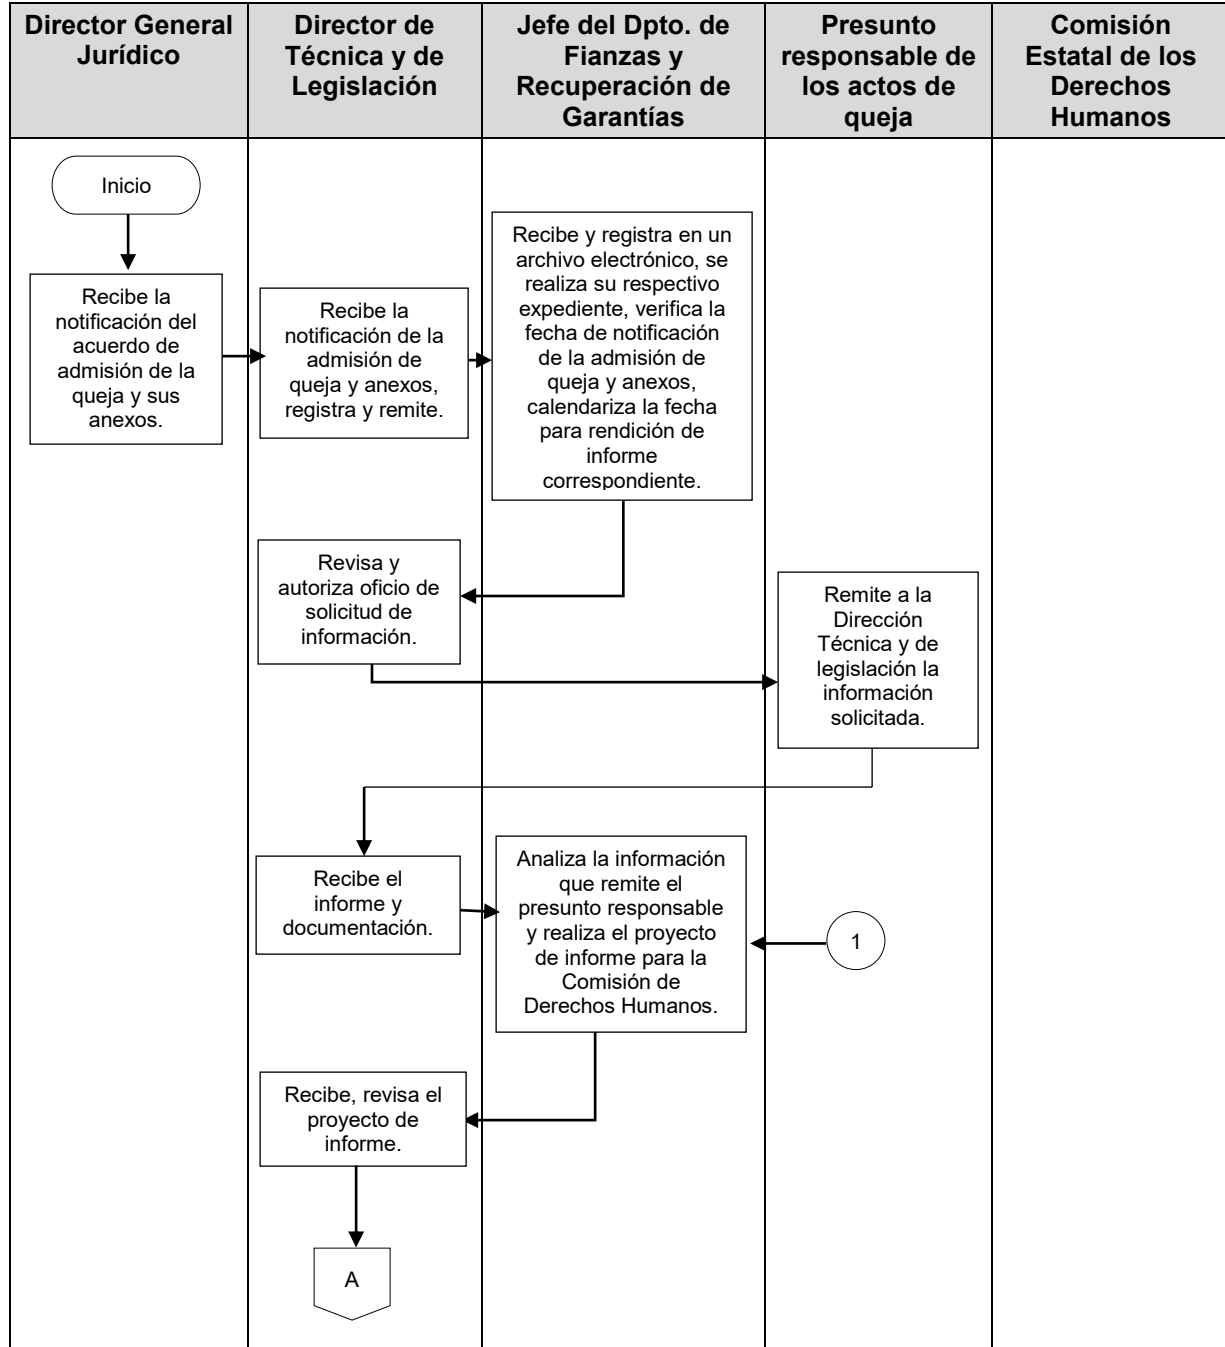 Director General
Jurídico
Director de
Técnica y de
Legislación
Jefe del Dpto. de
Fianzas y
Recuperación de
Garantías
Presunto
responsable de
los actos de
queja
Comisión
Estatal de los
Derechos
Humanos
Inicio
Recibe la
notificación del
acuerdo de
admisión de la
queja y sus
anexos.
Recibe la
notificación de la
admisión de
queja y anexos,
registra y remite.
Recibe y registra en un
archivo electrónico, se
realiza su respectivo
expediente, verifica la
fecha de notificación
de la admisión de
queja y anexos,
calendariza la fecha
para rendición de
informe
correspondiente.
Revisa y
autoriza oficio de
solicitud de
información.
Remite a la
Dirección
Técnica y de
legislación la
información
solicitada.
Recibe el
informe y
documentación.
Analiza la información
que remite el
presunto responsable
y realiza el proyecto
de informe para la
Comisión de
Derechos Humanos.
1
Recibe, revisa el
proyecto de
informe.
A